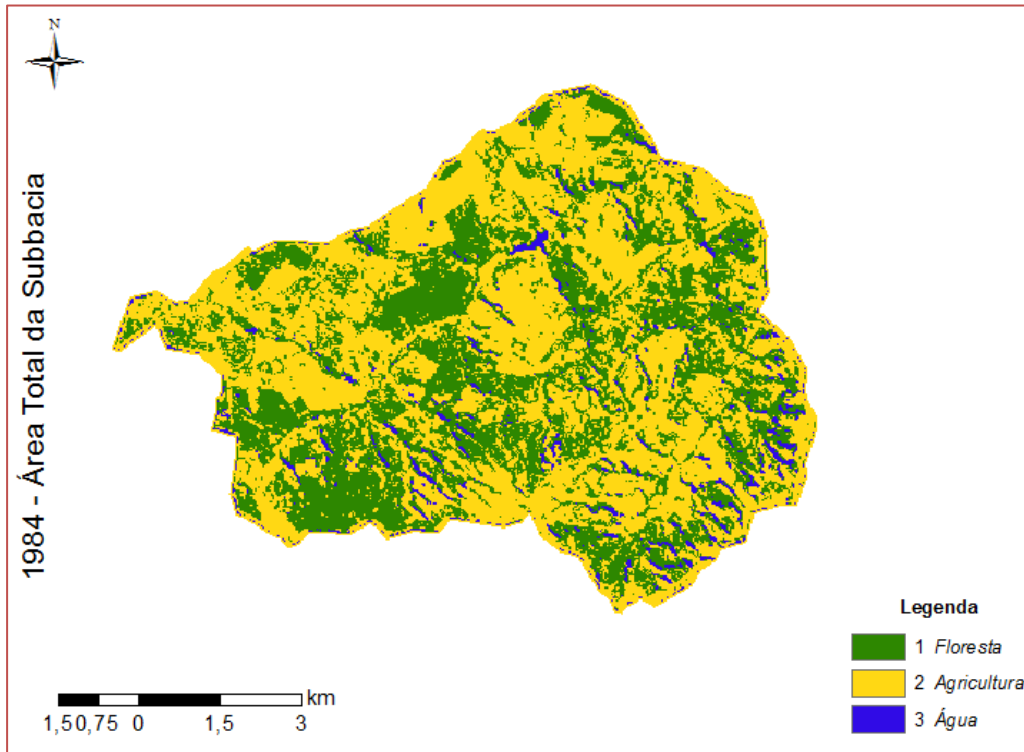 N
1984 - Área Total da Subbacia
Legenda
1 Floresta
2 Agricultura
3 Água
km
1,5 0,75 0 1,5 3